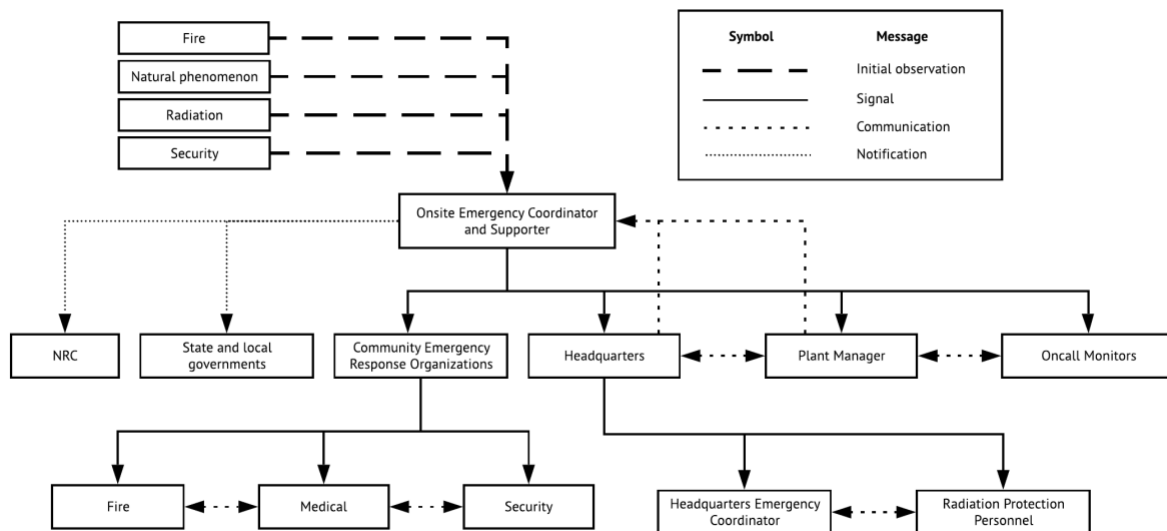 Fire
Natural phenomenon
Radiation
Security
Symbol Message
Initial observation
Signal
Communication
Notification
Onsite Emergency Coordinator
and Supporter
NRC
State and local
governments
Community Emergency
Response Organizations
Headquarters
Plant Manager
Oncall Monitors
Fire
Medical
Security
Headquarters Emergency
Coordinator
Radiation Protection
Personnel